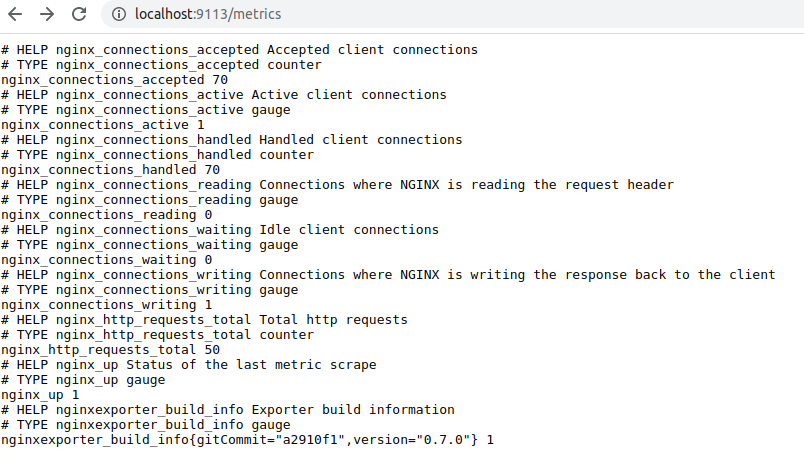 localhost:9113/metrics
# HELP nginx_connections_accepted Accepted client connections
# TYPE nginx_connections_accepted counter
nginx_connections_accepted 70
# HELP nginx_connections_active Active client connections
# TYPE nginx_connections_active gauge
nginx_connections_active 1
# HELP nginx_connections_handled Handled client connections
# TYPE nginx_connections_handled counter
nginx_connections_handled 70
# HELP nginx_connections_reading Connections where NGINX is reading the request header
# TYPE nginx_connections_reading gauge
nginx_connections_reading 0
# HELP nginx_connections_waiting Idle client connections
# TYPE nginx_connections_waiting gauge
nginx_connections_waiting 0
# HELP nginx_connections_writing Connections where NGINX is writing the response back to the client
# TYPE nginx_connections_writing gauge
nginx_connections_writing 1
# HELP nginx_http_requests_total Total http requests
# TYPE nginx_http_requests_total counter
nginx_http_requests_total 50
# HELP nginx_up Status of the last metric scrape
# TYPE nginx_up gauge
nginx_up 1
# HELP nginxexporter_build_info Exporter build information
# TYPE nginxexporter_build_info gauge
nginxexporter_build_info{gitCommit="a2910f1",version="0.7.0"} 1